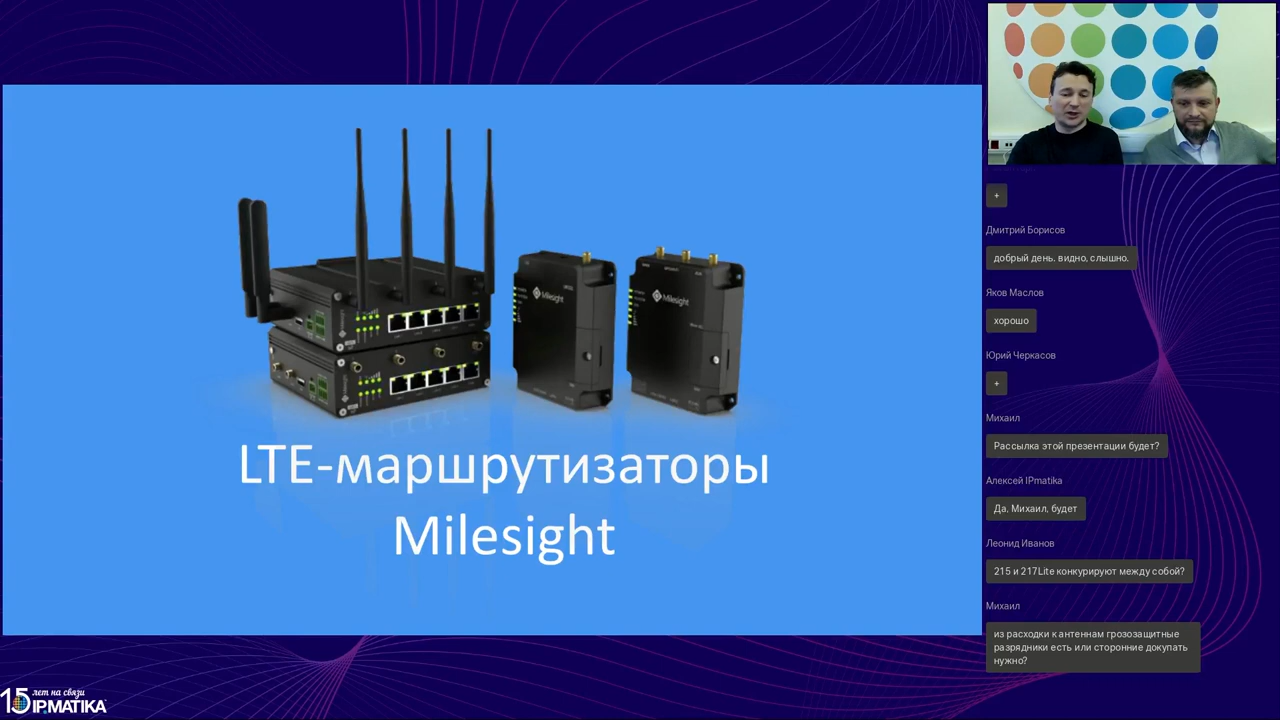 Milesight
Milesight
LTE-маршрутизаторы
Milesight
+
Дмитрий Борисов
добрый день. видно, слышно.
Яков Маслов
хорошо
Юрий Черкасов
+
Михаил
Рассылка этой презентации будет?
Алексей IPmatika
Да, Михаил, будет
Леонид Иванов
215 и 217Lite конкурируют между собой?
Михаил
из расходки к антеннам грозозащитные
разрядники есть или сторонние докупать
нужно?
15 лет на связи
IPMATIKA